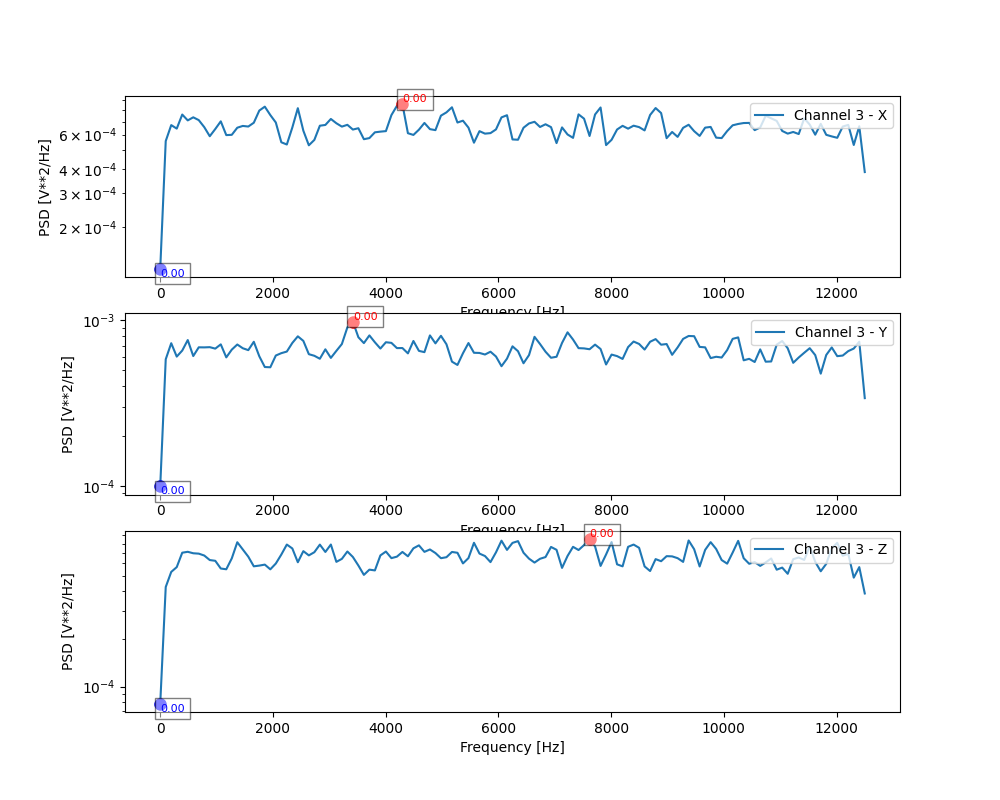 0.00
Channel 3 - X
6 × 10⁻⁴
4 × 10⁻⁴
3 × 10⁻⁴
2 × 10⁻⁴
PSD [V**2/Hz]
0.00
0 2000 4000 6000 8000 10000 12000
Frequency [Hz]
0.00
Channel 3 - Y
10⁻³
10⁻⁴
PSD [V**2/Hz]
0.00
0 2000 4000 6000 8000 10000 12000
Frequency [Hz]
0.00
Channel 3 - Z
10⁻⁴
PSD [V**2/Hz]
0.00
0 2000 4000 6000 8000 10000 12000
Frequency [Hz]